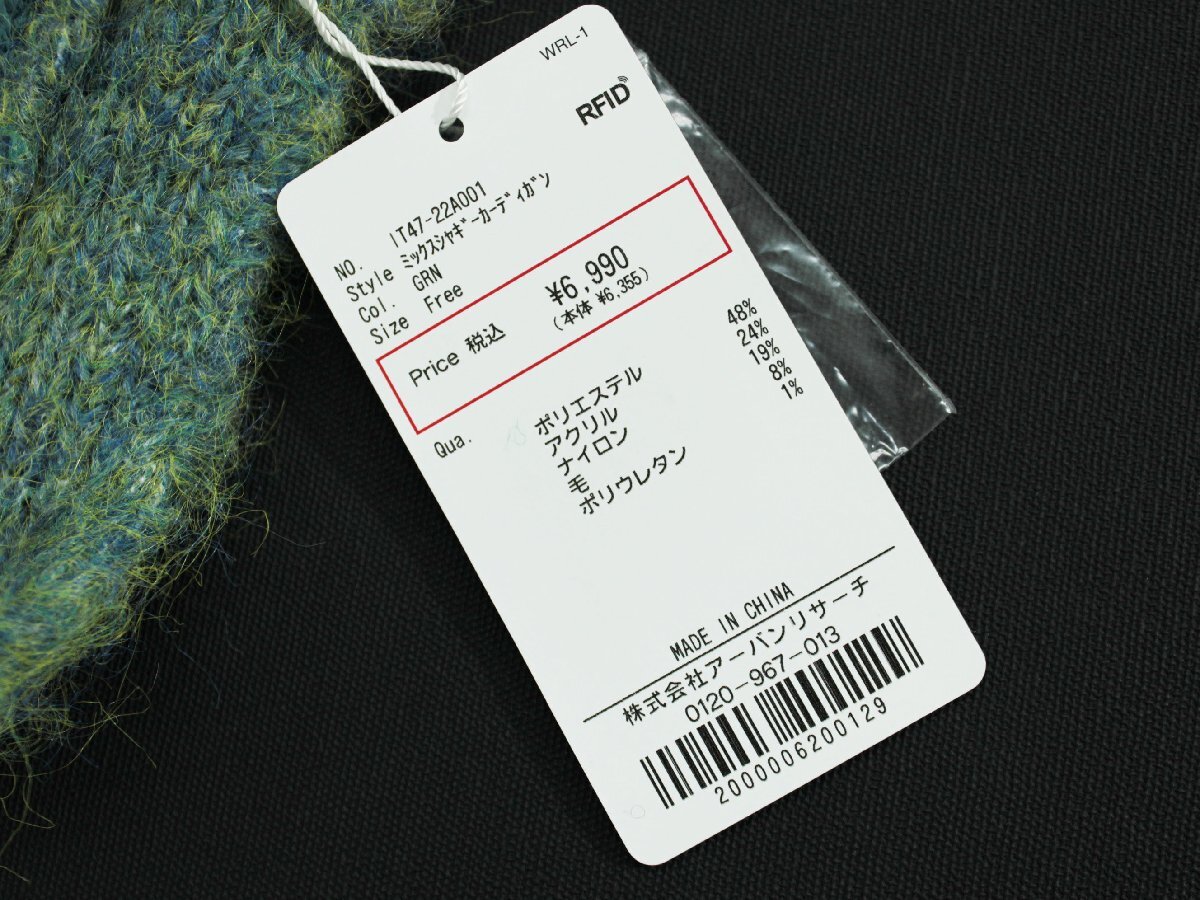 WRL-1
RFID
NO. IT47-22A001
Style ミックスシャギーカーディガン
Col. GRN
Size Free
Price 税込 ¥6,990
(本体 ¥6,355)
Qua. ポリエステル 48%
アクリル 24%
ナイロン 19%
毛 8%
ポリウレタン 1%
MADE IN CHINA
株式会社アーバンリサーチ
0120-967-013
2000006200129